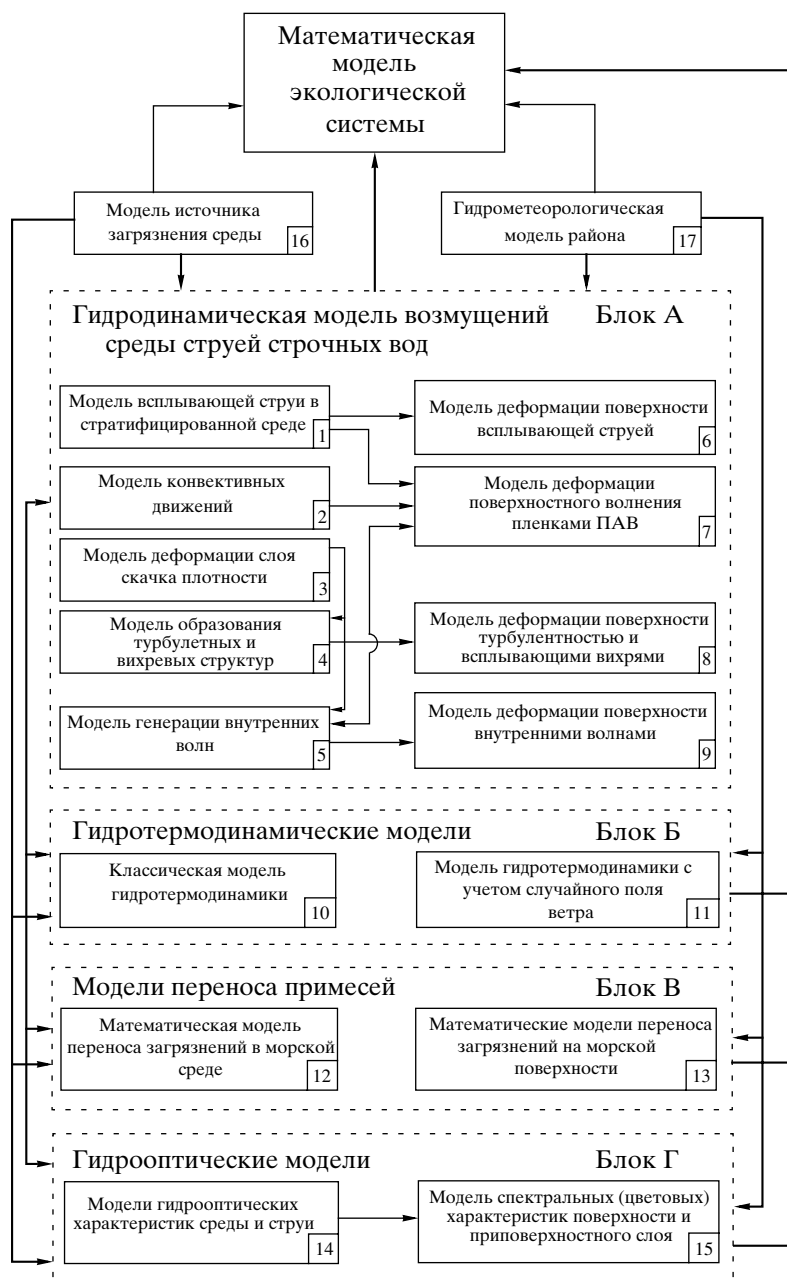 Математическая
модель
экологической
системы
Модель источника
загрязнения среды
16
Гидрометеорологическая
модель района
17
Гидродинамическая модель возмущений
среды струей строчных вод
Блок А
Модель всплывающей струи в
стратифицированной среде
1
Модель деформации поверхности
всплывающей струей
6
Модель конвективных
движений
2
Модель деформации
поверхностного волнения
пленками ПАВ
7
Модель деформации слоя
скачка плотности
3
Модель образования
турбулетных и
вихревых структур
4
Модель деформации поверхности
турбулентностью и
всплывающими вихрями
8
Модель генерации внутренних
волн
5
Модель деформации поверхности
внутренними волнами
9
Гидротермодинамические модели
Блок Б
Классическая модель
гидротермодинамики
10
Модель гидротермодинамики с
учетом случайного поля
ветра
11
Модели переноса примесей
Блок В
Математическая модель
переноса загрязнений в морской
среде
12
Математические модели переноса
загрязнений на морской
поверхности
13
Гидрооптические модели
Блок Г
Модели гидрооптических
характеристик среды и струи
14
Модель спектральных (цветовых)
характеристик поверхности и
приповерхностного слоя
15